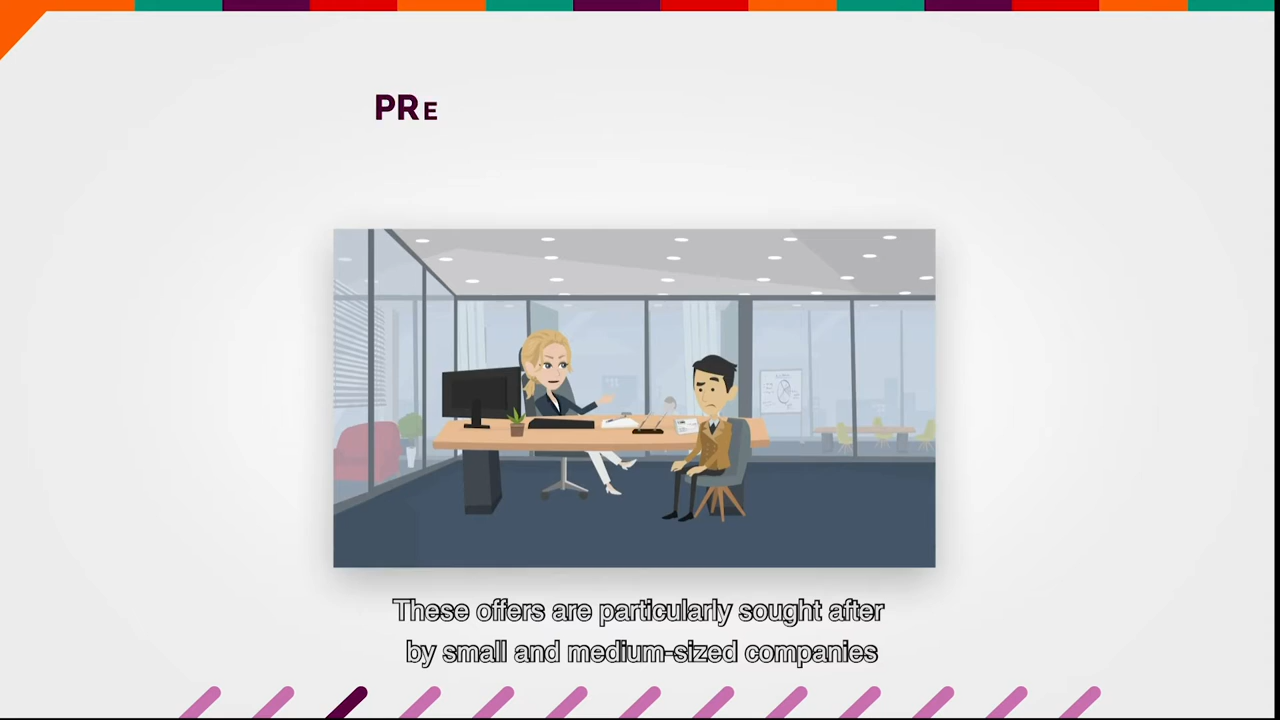 PRE
These offers are particularly sought after
by small and medium-sized companies